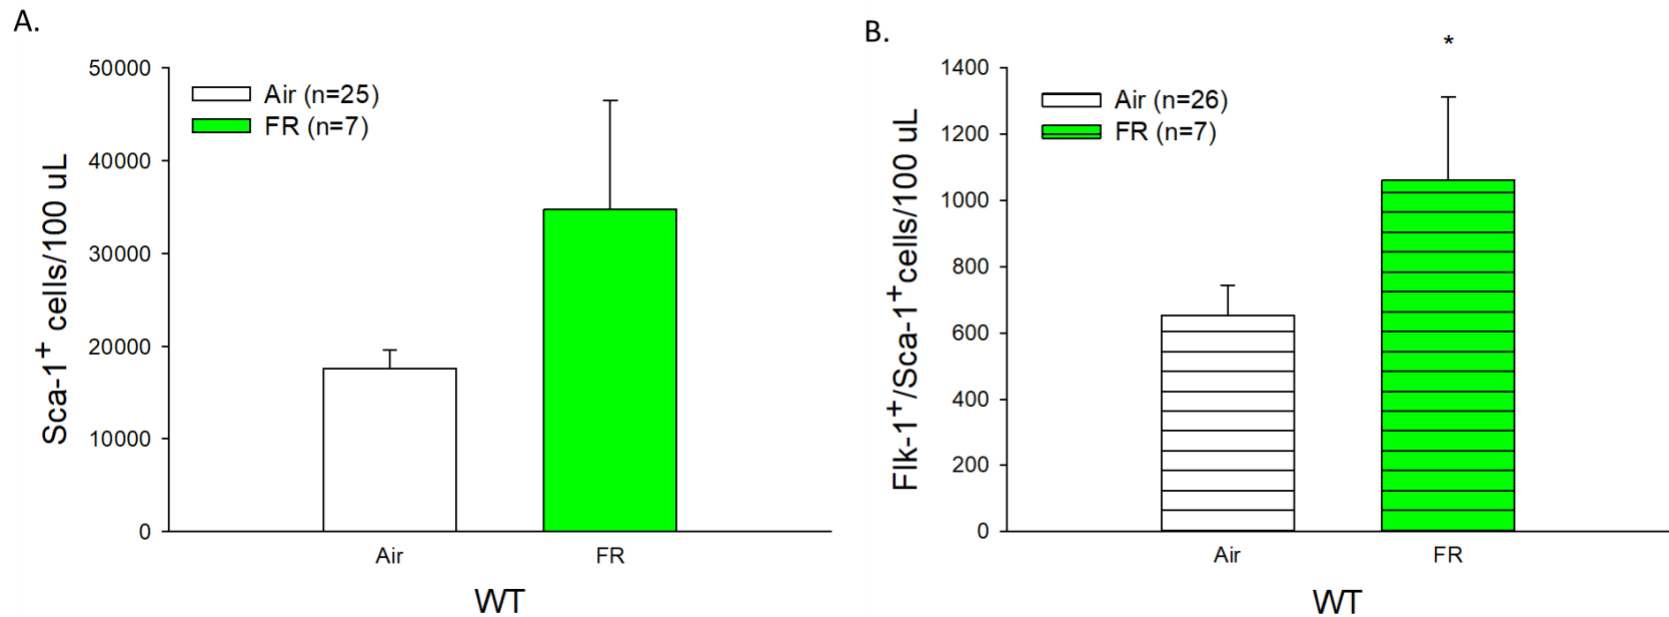 A.
50000
40000
30000
20000
10000
0
Sca-1+ cells/100 uL
Air (n=25)
FR (n=7)
Air
FR
WT
B.
*
1400
1200
1000
800
600
400
200
0
Flk-1+/Sca-1+cells/100 uL
Air (n=26)
FR (n=7)
Air
FR
WT